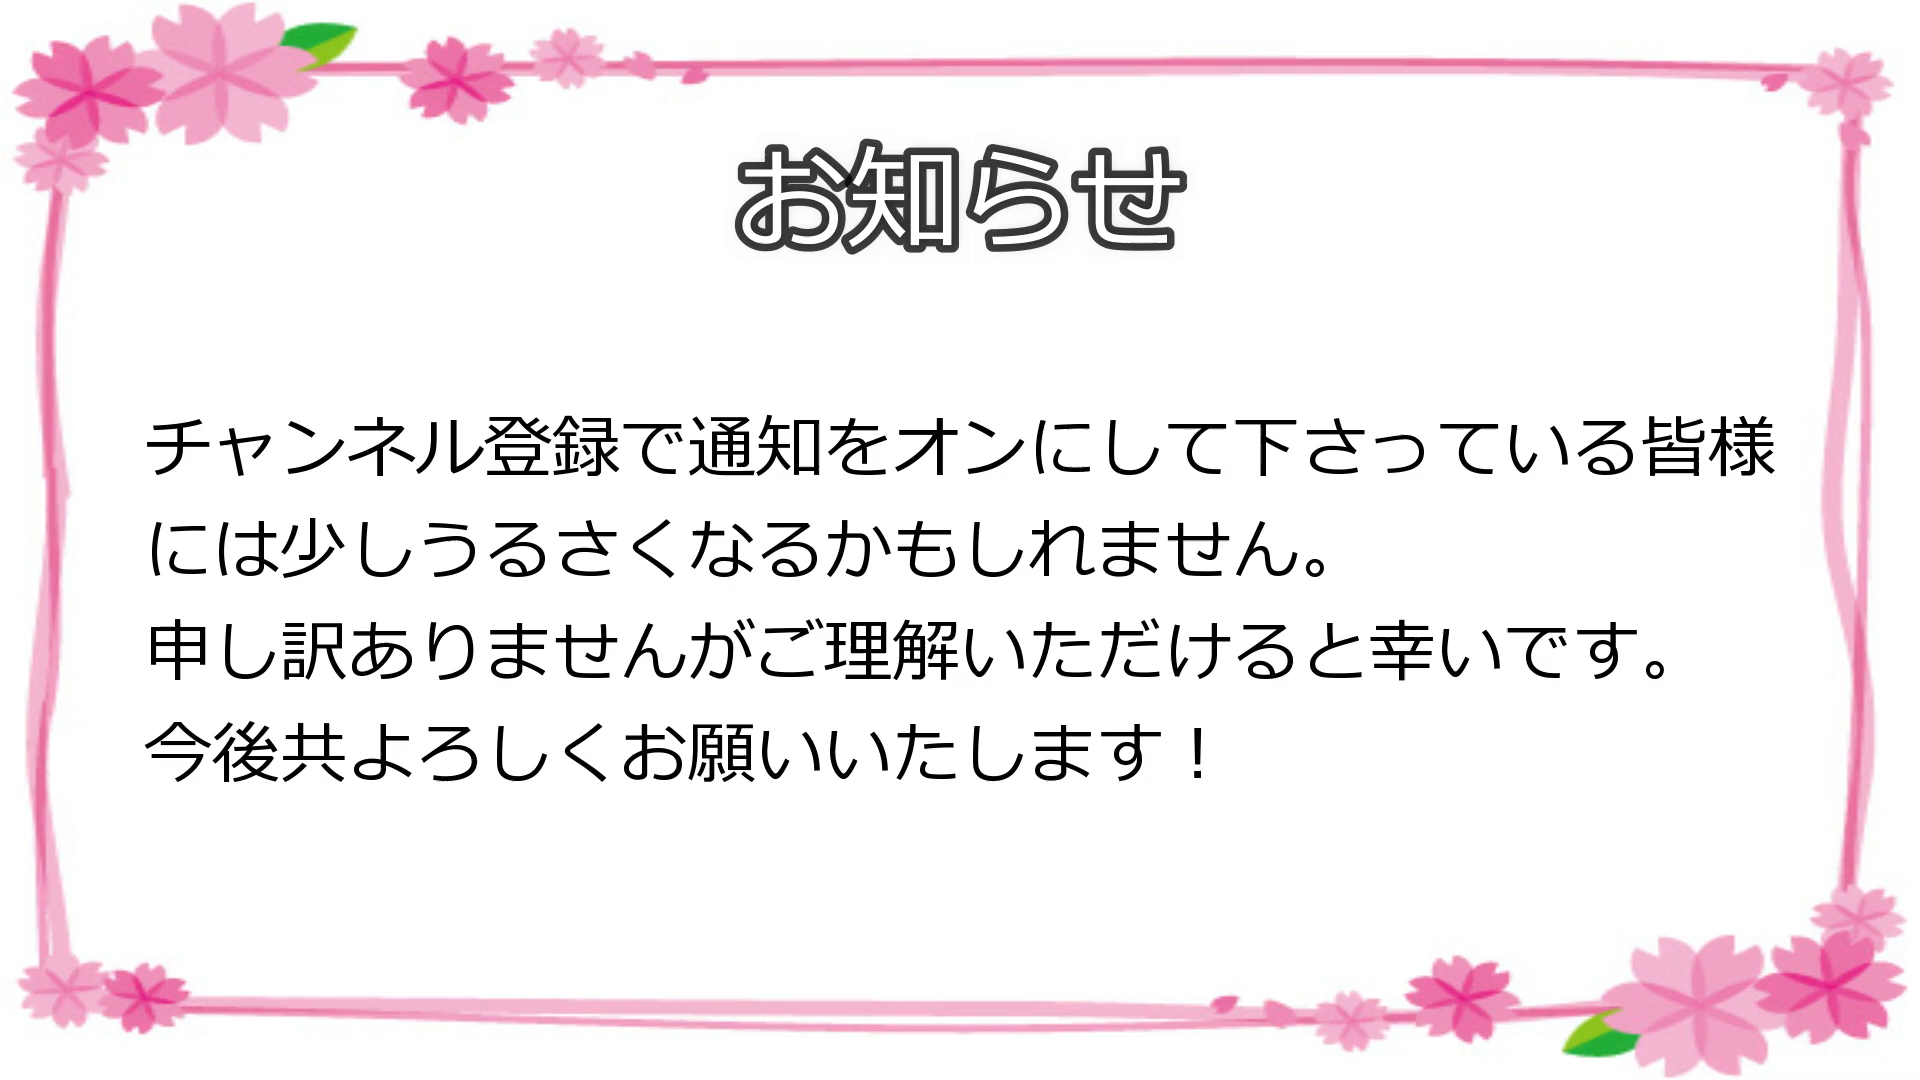 お知らせ
チャンネル登録で通知をオンにして下さっている皆様
には少しうるさくなるかもしれません。
申し訳ありませんがご理解いただけると幸いです。
今後共よろしくお願いいたします！